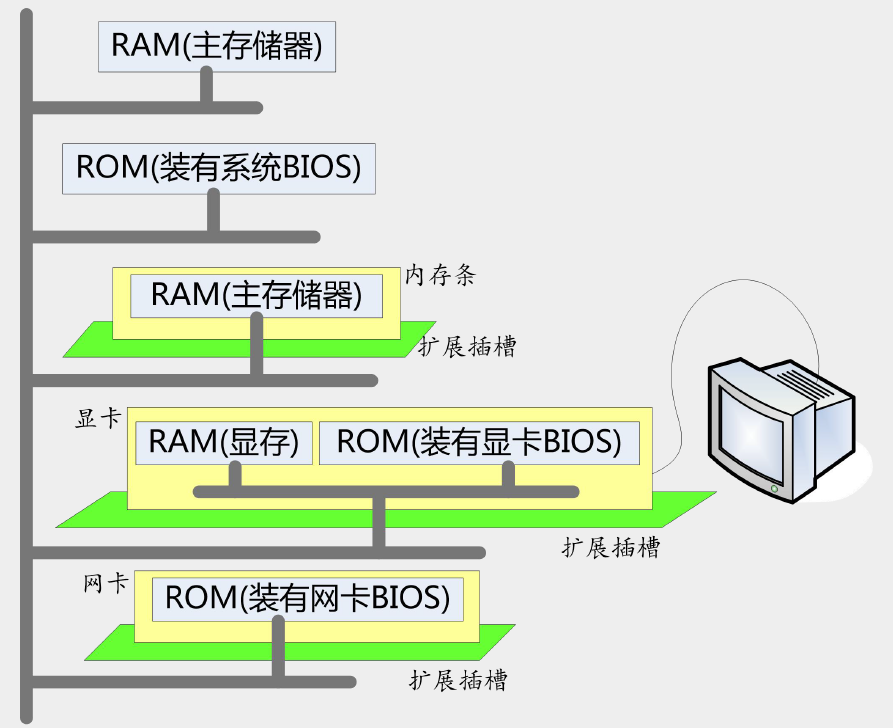 RAM(主存储器)
ROM(装有系统BIOS)
内存条
RAM(主存储器)
扩展插槽
显卡
RAM(显存)
ROM(装有显卡BIOS)
扩展插槽
网卡
ROM(装有网卡BIOS)
扩展插槽